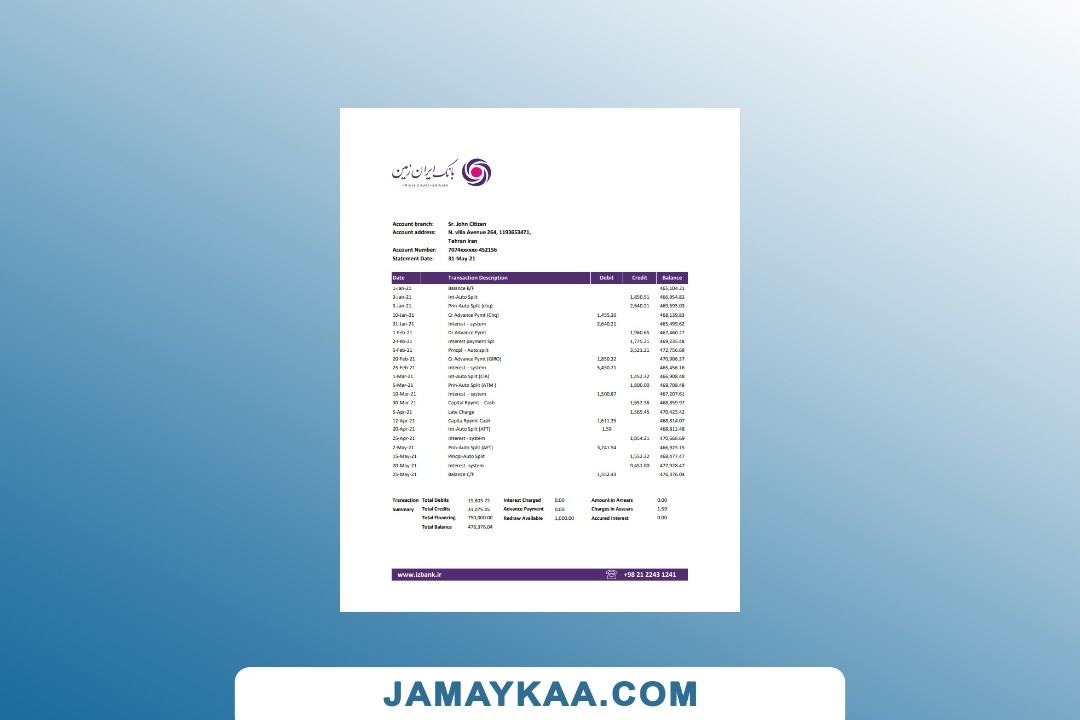 بانک ایران زمین
IRAN ZAMIN BANK
Account branch: Sr. John Citizen
Account address: N. villa Avenue 264, 1193653471,
Tehran Iran
Account Number: 7074xxxxxx-452156
Statement Date: 31-May-21
Date Transaction Description Debit Credit Balance
1-Jan-21 Balance B/F 465,104.31
3-Jan-21 Int-Auto Split 1,850.51 466,954.82
3-Jan-21 Prin-Auto Split (chq) 2,640.21 469,595.03
10-Jan-21 Cr Advance Pymt (Chq) 1,455.20 468,139.83
31-Jan-21 Interest – system 2,640.21 465,499.62
1-Feb-21 Dr Advance Pymt 1,960.65 467,460.27
2-Feb-21 Interest payment Spl 1,775.21 469,235.48
5-Feb-21 Prncpl – Auto split 3,521.21 472,756.69
20-Feb-21 Cr Advance Pymt (GIRO) 1,850.32 470,906.37
25-Feb-21 Interest – system 5,450.71 465,456.16
1-Mar-21 Int-Auto Split (CIA) 1,452.32 466,908.48
5-Mar-21 Prin-Auto Split (ATM ) 1,800.00 468,708.48
10-Mar-21 Interest – system 1,500.87 467,207.61
30-Mar-21 Capital Rpymt – Cash 1,652.36 468,859.97
5-Apr-21 Late Charge 1,565.45 470,425.42
12-Apr-21 Capita Rpymt Cash 1,611.35 468,814.07
20-Apr-21 Int-Auto Split (AFT) 1.59 468,812.48
25-Apr-21 Interest - system 1,854.21 470,666.69
2-May-21 Prin-Auto Split (AFT) 3,741.54 466,925.15
15-May-21 Pincpl-Auto Split 1,552.32 468,477.47
20-May-21 Interest -system 9,451.00 477,928.47
25-May-21 Balance C/F 1,552.43 476,376.04
Transaction Total Debits Interest Charged 0.00 Amount in Arrears 0.00
Summary Total Credits 31,075.45 Advance Payment 0.00 Charges in Assears 1.59
Total Financing 750,000.00 Redraw Available 1,000.00 Accured Interest 0.00
Total Balance 476,376.04
www.izbank.ir +98 21 2243 1241
JAMAYKAA.COM